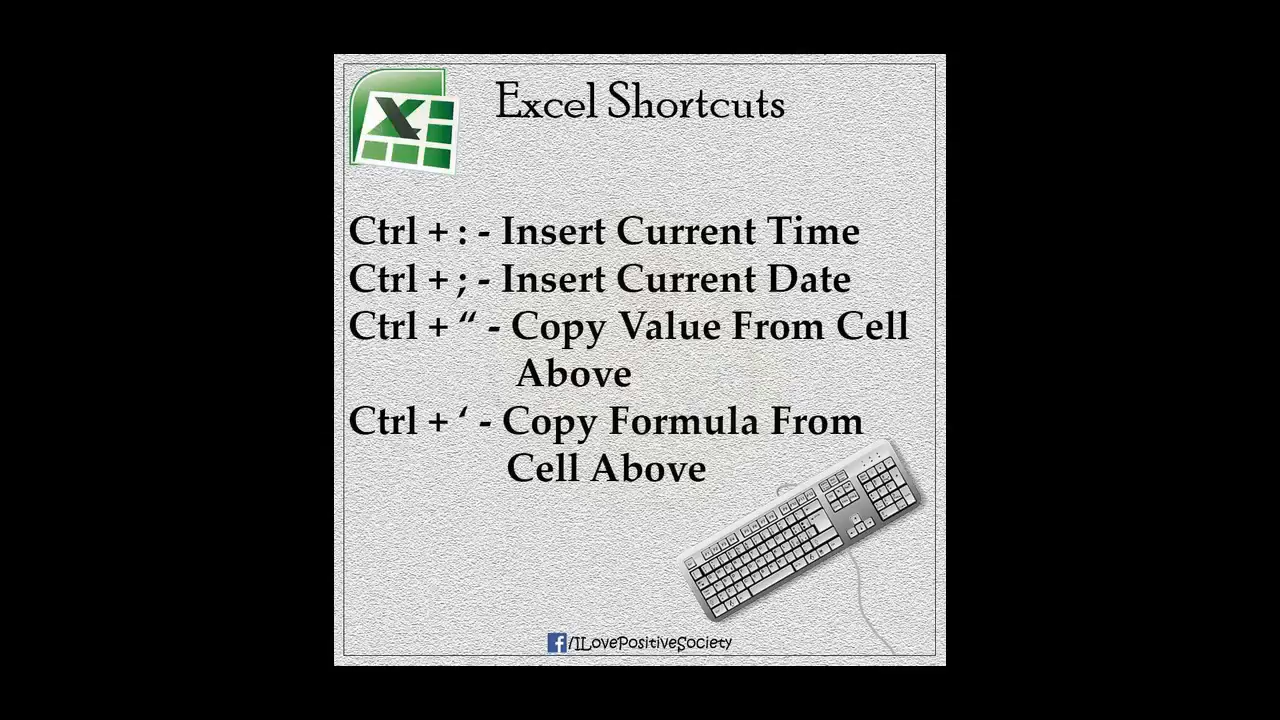 Excel Shortcuts
Ctrl + : - Insert Current Time
Ctrl + ; - Insert Current Date
Ctrl + “ - Copy Value From Cell
Above
Ctrl + ‘ - Copy Formula From
Cell Above
f/ILovePositiveSociety